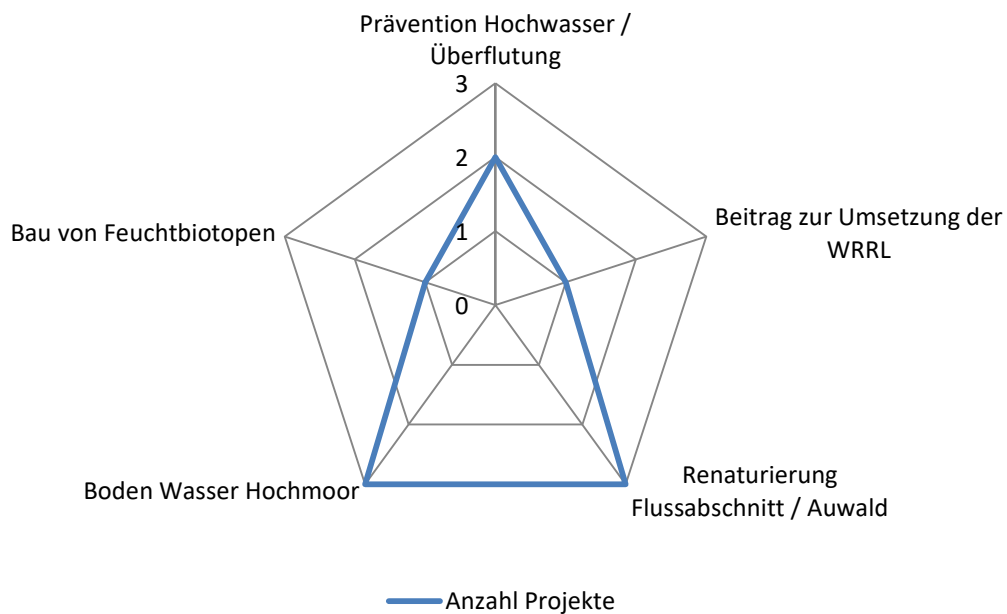 Prävention Hochwasser /
Überflutung
3
2
1
0
Beitrag zur Umsetzung der
WRRL
Bau von Feuchtbiotopen
Renaturierung
Flussabschnitt / Auwald
Boden Wasser Hochmoor
Anzahl Projekte